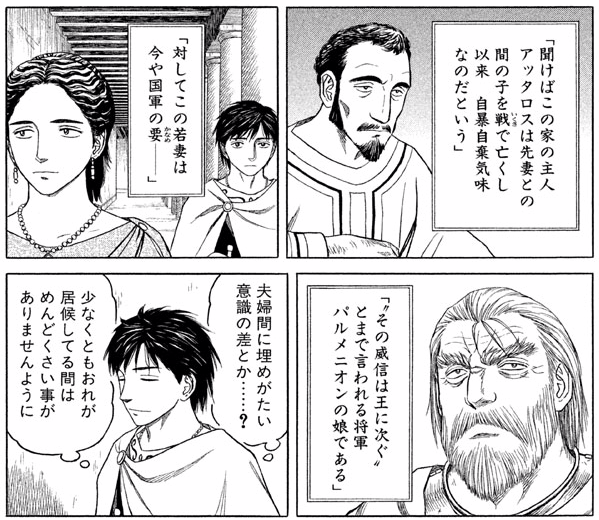 「聞けばこの家の主人
アッタロスは先妻との
間の子を戦で亡くし
以来　自暴自棄気味
なのだという」
「対してこの若妻は
今や国軍の要
」
「〝その威信は王に次ぐ〟
とまで言われる将軍
パルメニオンの娘である」
夫婦間に埋めがたい
意識の差とか……？
少なくともおれが
居候してる間は
めんどくさい事が
ありませんように